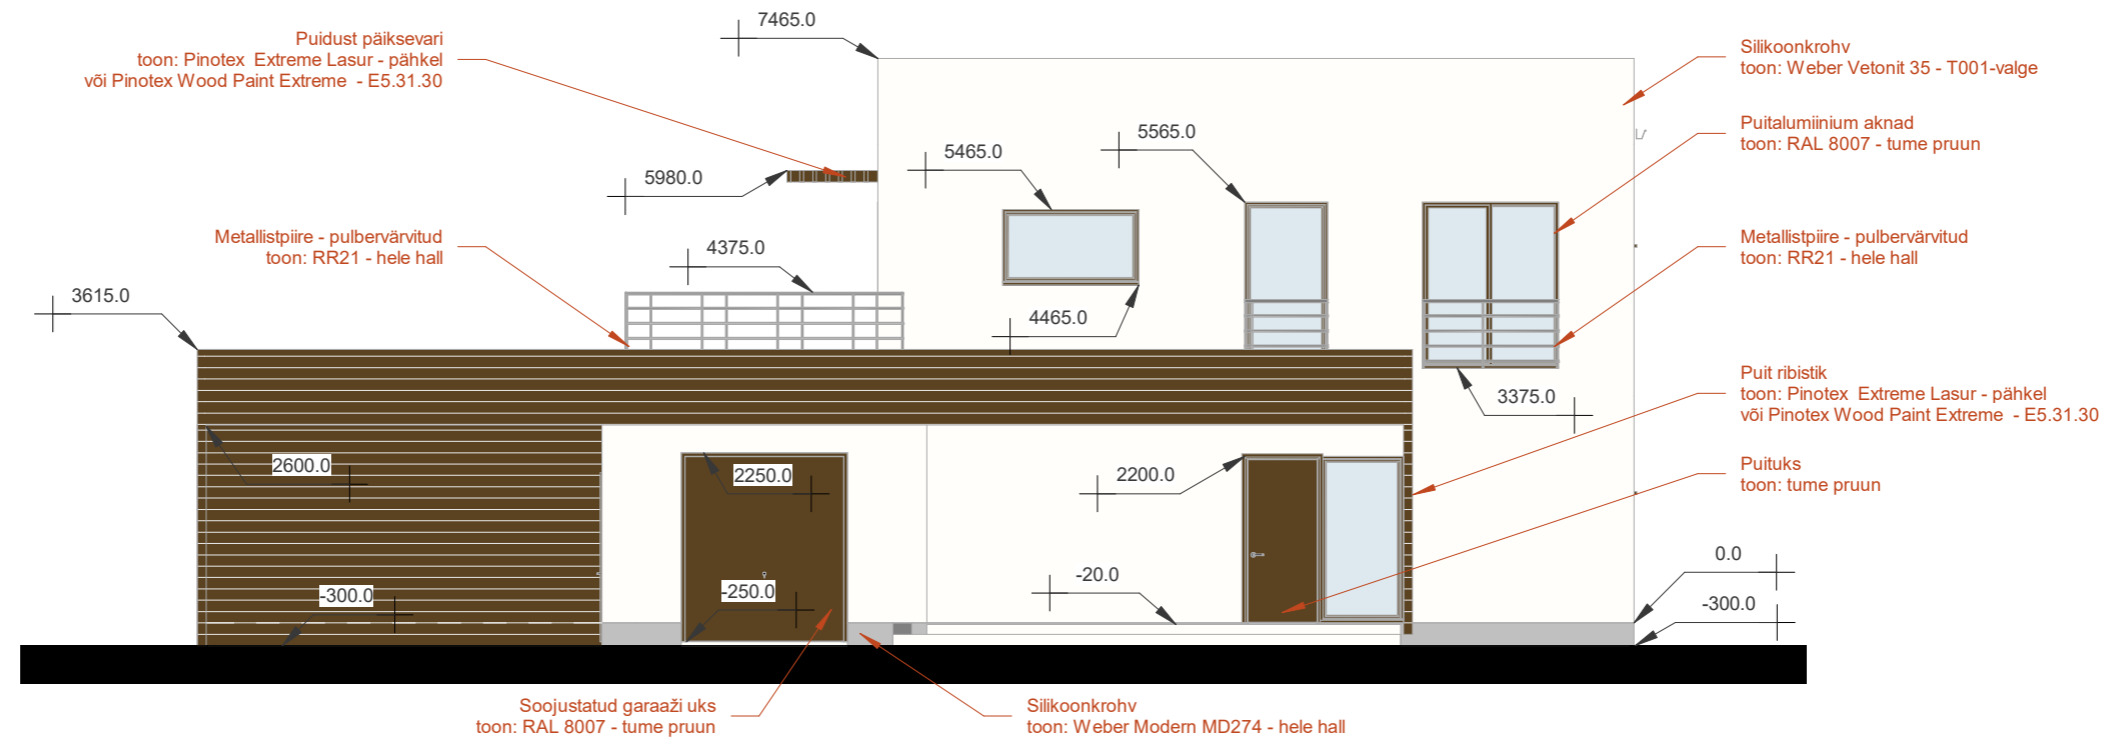 7465.0
Puidust päiksevari
toon: Pinotex Extreme Lasur - pähkel
või Pinotex Wood Paint Extreme - E5.31.30
Silikoonkrohv
toon: Weber Vetonit 35 - T001-valge
Puitalumiinium aknad
toon: RAL 8007 - tume pruun
5565.0
5465.0
5980.0
Metallistpiire - pulbervärvitud
toon: RR21 - hele hall
4375.0
Metallistpiire - pulbervärvitud
toon: RR21 - hele hall
3615.0
4465.0
3375.0
Puit ribistik
toon: Pinotex Extreme Lasur - pähkel
või Pinotex Wood Paint Extreme - E5.31.30
2600.0
2250.0
2200.0
Puituks
toon: tume pruun
-300.0
-250.0
-20.0
0.0
-300.0
Soojustatud garaaži uks
toon: RAL 8007 - tume pruun
Silikoonkrohv
toon: Weber Modern MD274 - hele hall